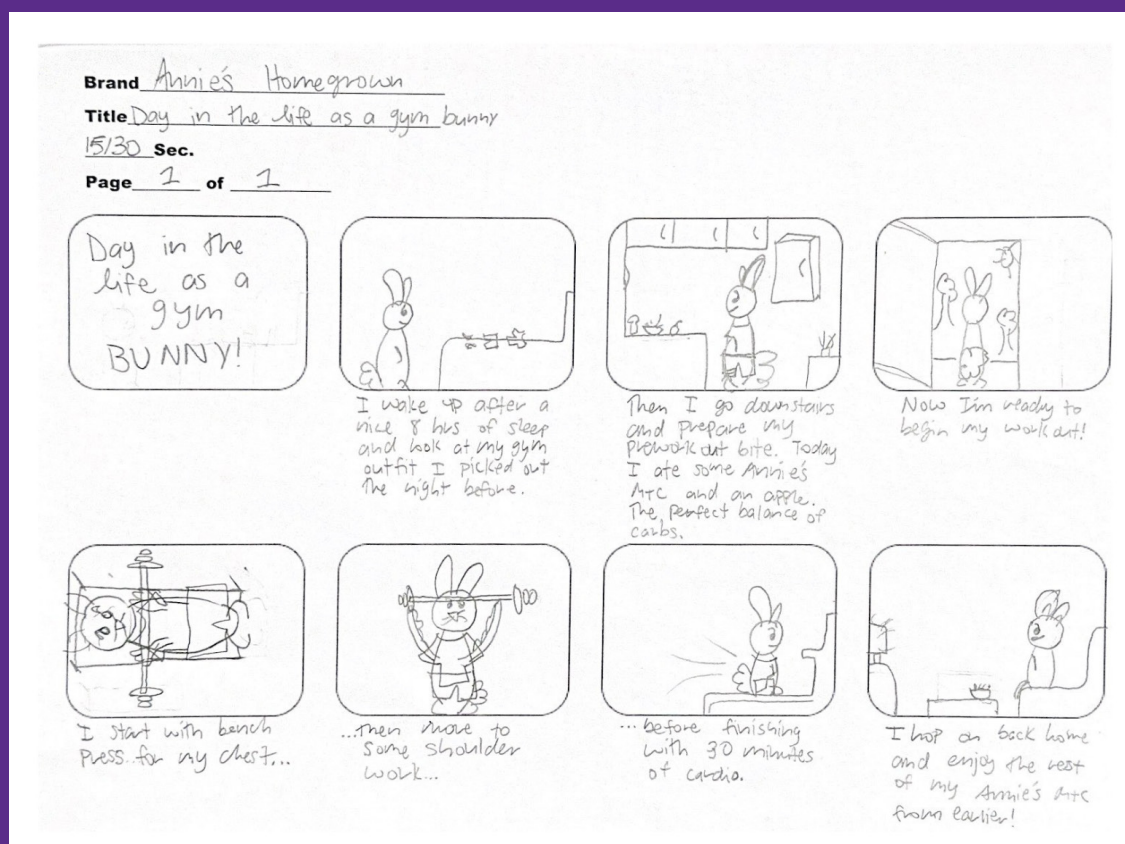 Brand Annie's Homegrown
Title Day in the life as a gym bunny
15/30 Sec.
Page 1 of 1
Day in the
life as a
gym
BUNNY!
I wake up after a
nice 8 hrs of sleep
and look at my gym
outfit I picked out
the night before.
Then I go downstairs
and prepare my
preworkout bite. Today
I ate some Annie's
M+C and an apple.
The perfect balance of
carbs.
Now I'm ready to
begin my workout!
I start with bench
press for my chest...
...then move to
some shoulder
work...
...before finishing
with 30 minutes
of cardio.
I hop on back home
and enjoy the rest
of my Annie's M+C
from earlier!